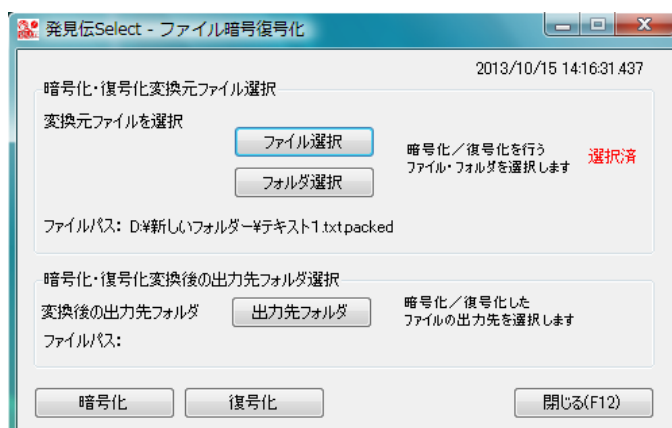 発見伝Select - ファイル暗号復号化
2013/10/15 14:16:31.437
暗号化・復号化変換元ファイル選択
変換元ファイルを選択
ファイル選択
暗号化／復号化を行う
ファイル・フォルダを選択します
選択済
フォルダ選択
ファイルパス： D:¥新しいフォルダー¥テキスト1.txt.packed
暗号化・復号化変換後の出力先フォルダ選択
変換後の出力先フォルダ
出力先フォルダ
暗号化／復号化した
ファイルの出力先を選択します
ファイルパス：
暗号化
復号化
閉じる(F12)